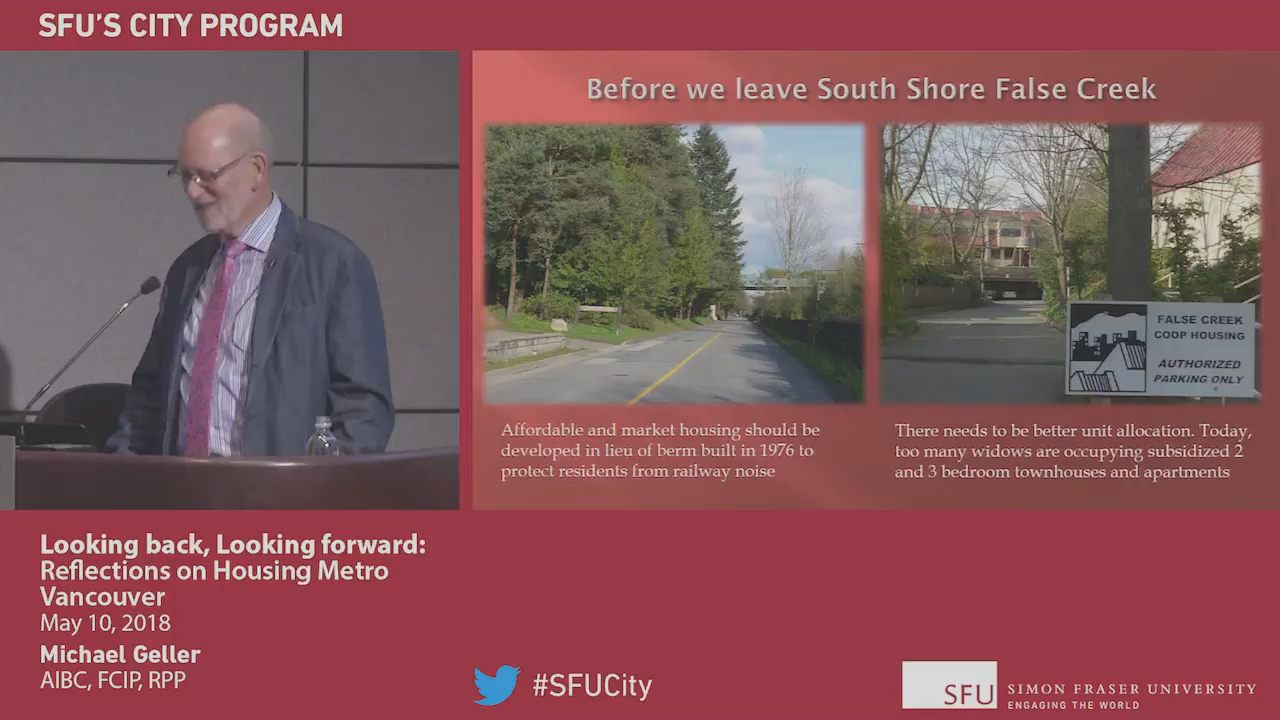 SFU'S CITY PROGRAM
Before we leave South Shore False Creek
FALSE CREEK
COOP HOUSING
AUTHORIZED
PARKING ONLY
Affordable and market housing should be
developed in lieu of berm built in 1976 to
protect residents from railway noise
There needs to be better unit allocation. Today,
too many widows are occupying subsidized 2
and 3 bedroom townhouses and apartments
Looking back, Looking forward:
Reflections on Housing Metro
Vancouver
May 10, 2018
Michael Geller
AIBC, FCIP, RPP
#SFUCity
SFU
SIMON FRASER UNIVERSITY
ENGAGING THE WORLD